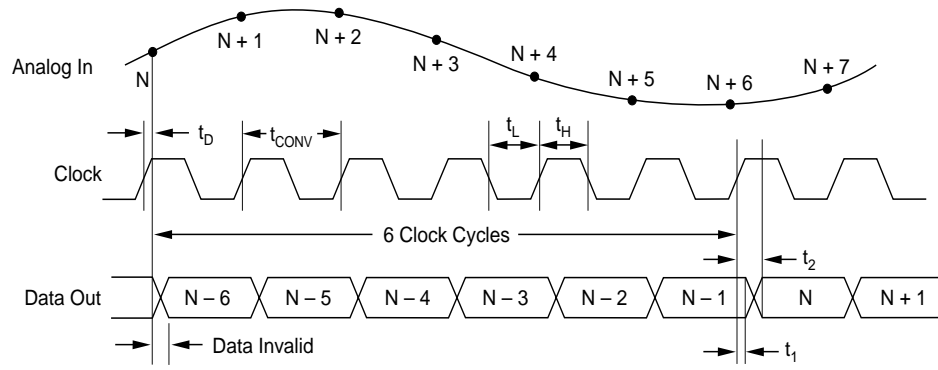 N + 1
N + 2
N + 4
N + 7
Analog In
N
N + 3
N + 5
N + 6
t_D
t_CONV
t_L
t_H
Clock
6 Clock Cycles
t_2
Data Out
N – 6
N – 5
N – 4
N – 3
N – 2
N – 1
N
N + 1
Data Invalid
t_1